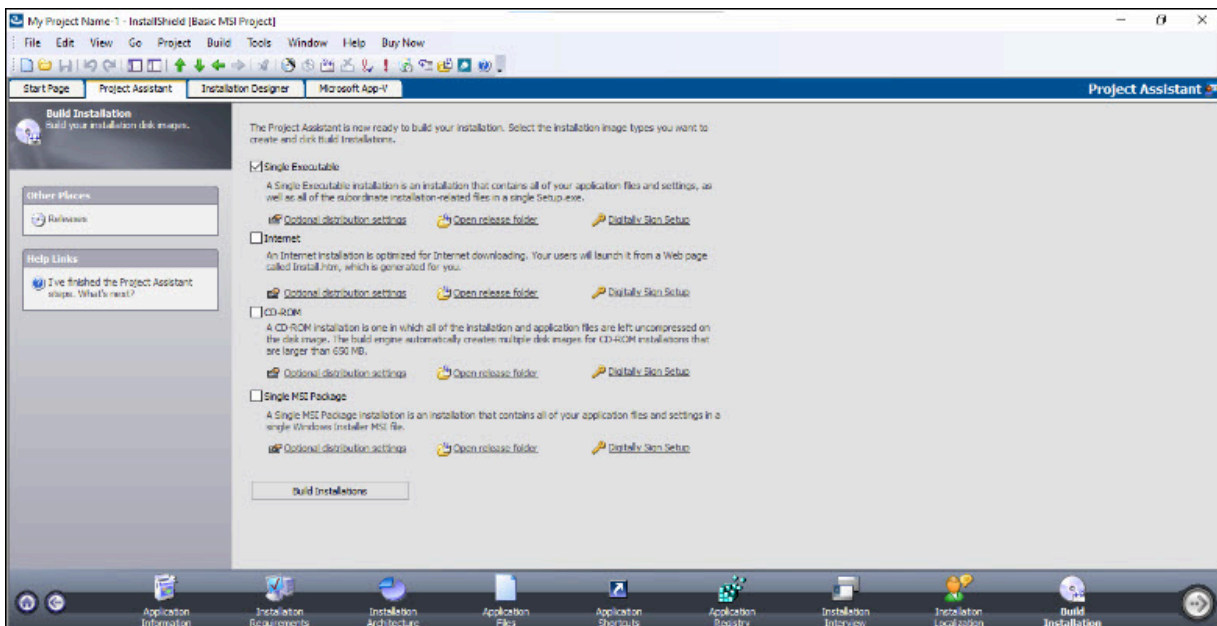 My Project Name-1 - InstallShield [Basic MSI Project]
File Edit View Go Project Build Tools Window Help Buy Now
Start Page Project Assistant Installation Designer Microsoft App-V Project Assistant
Build Installation
Build your installation disk images.
Other Places
Releases
Help Links
I've finished the Project Assistant
steps. What's next?
The Project Assistant is now ready to build your installation. Select the installation image types you want to
create and click Build Installations.
Single Executable
A Single Executable installation is an installation that contains all of your application files and settings, as
well as all of the subordinate installation-related files in a single Setup.exe.
Optional distribution settings Open release folder Digitally Sign Setup
Internet
An Internet installation is optimized for Internet downloading. Your users will launch it from a Web page
called Install.htm, which is generated for you.
Optional distribution settings Open release folder Digitally Sign Setup
CD-ROM
A CD-ROM installation is one in which all of the installation and application files are left uncompressed on
the disk image. The build engine automatically creates multiple disk images for CD-ROM installations that
are larger than 650 MB.
Optional distribution settings Open release folder Digitally Sign Setup
Single MSI Package
A Single MSI Package installation is an installation that contains all of your application files and settings in a
single Windows Installer MSI file.
Optional distribution settings Open release folder Digitally Sign Setup
Build Installations
Application Installation Installation Application Application Application Installation Installation Build
Information Requirements Architecture Files Shortcuts Registry Interview Localization Installation